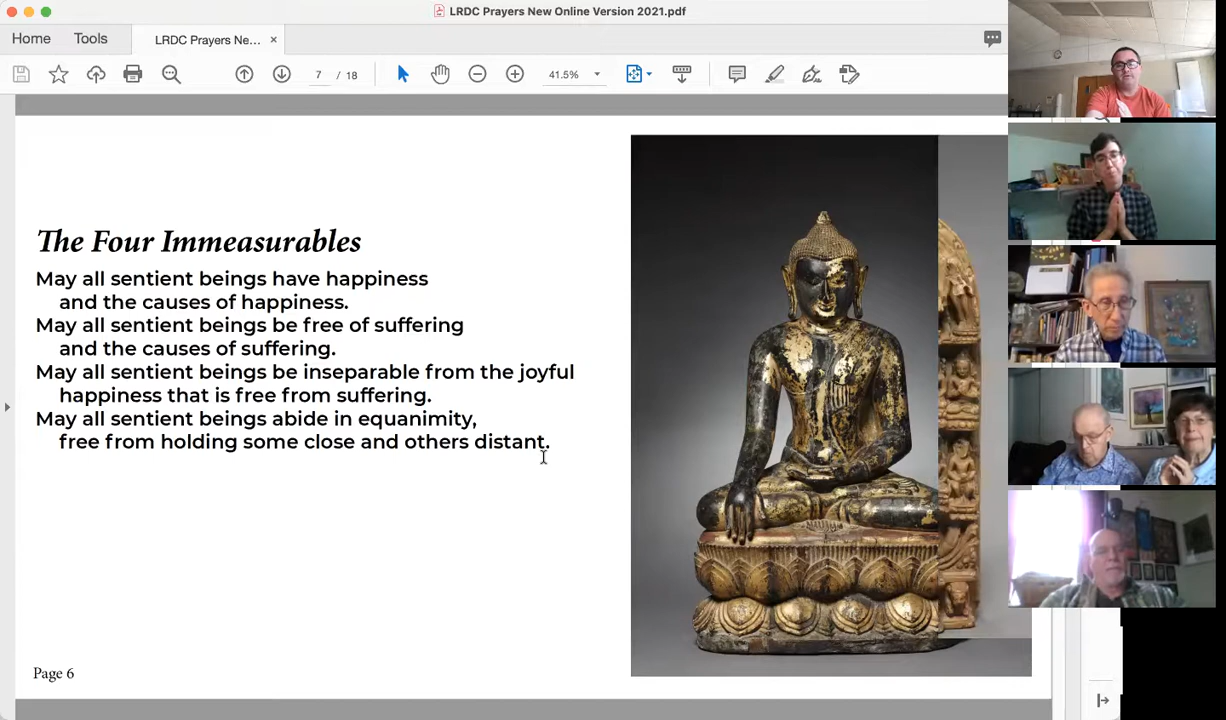 LRDC Prayers New Online Version 2021.pdf
Home Tools LRDC Prayers Ne... ×
7 / 18 41.5%
The Four Immeasurables
May all sentient beings have happiness
and the causes of happiness.
May all sentient beings be free of suffering
and the causes of suffering.
May all sentient beings be inseparable from the joyful
happiness that is free from suffering.
May all sentient beings abide in equanimity,
free from holding some close and others distant.
Page 6